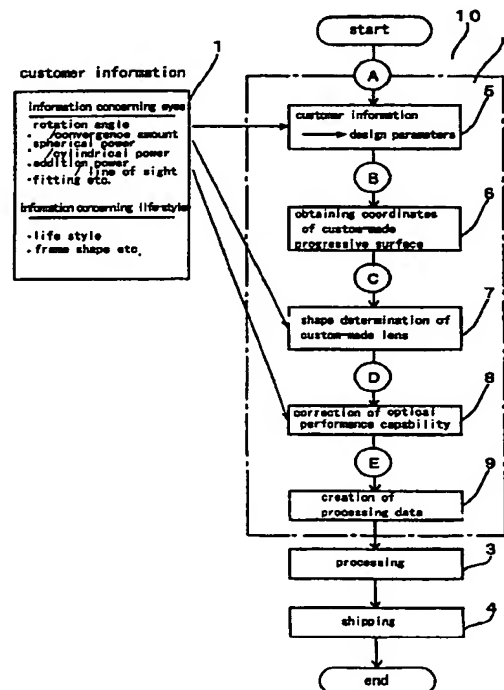 10
start
1
customer information
A
information concerning eyes
rotation angle
/convergence amount
spherical power
/cylindrical power
addition power
/line of sight
fitting etc.
information concerning life-styles
life style
frame shape etc.
customer information
design parameters
5
B
obtaining coordinates
of custom-made
progressive surface
6
C
shape determination of
custom-made lens
7
D
correction of optical
performance capability
8
E
creation of
processing data
9
processing
3
shipping
4
end